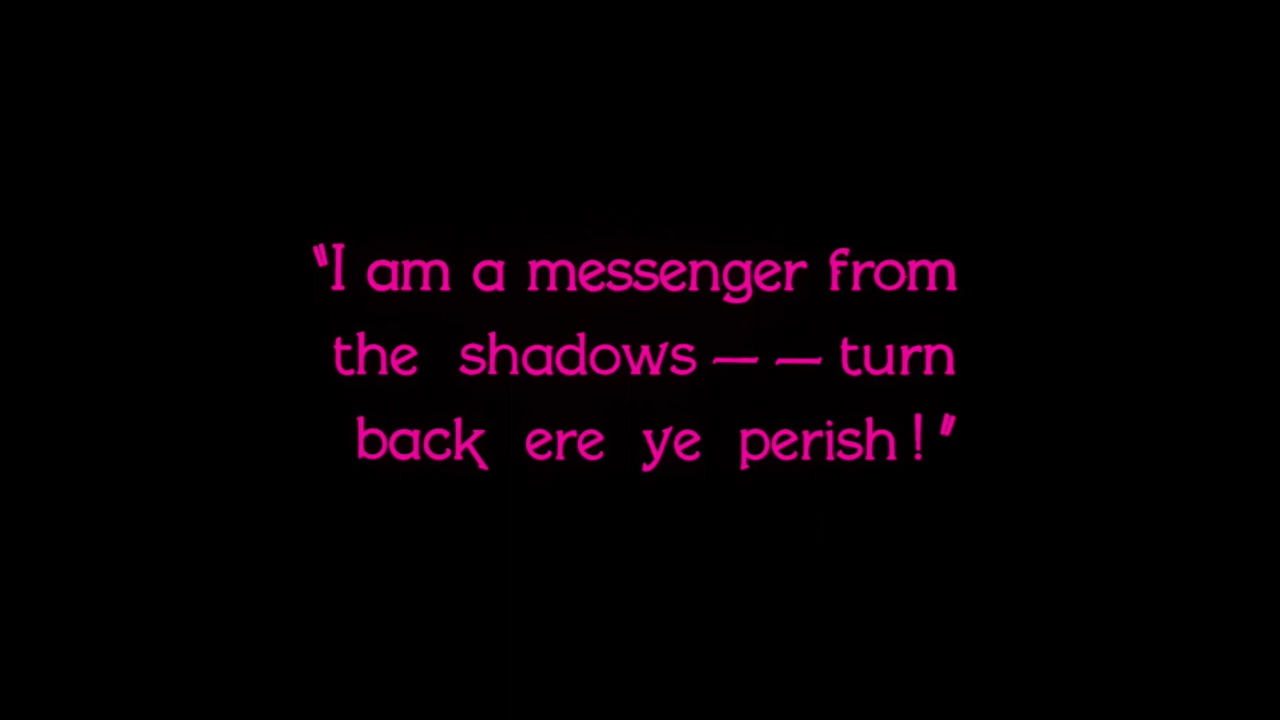 "I am a messenger from
the shadows — — turn
back ere ye perish!"